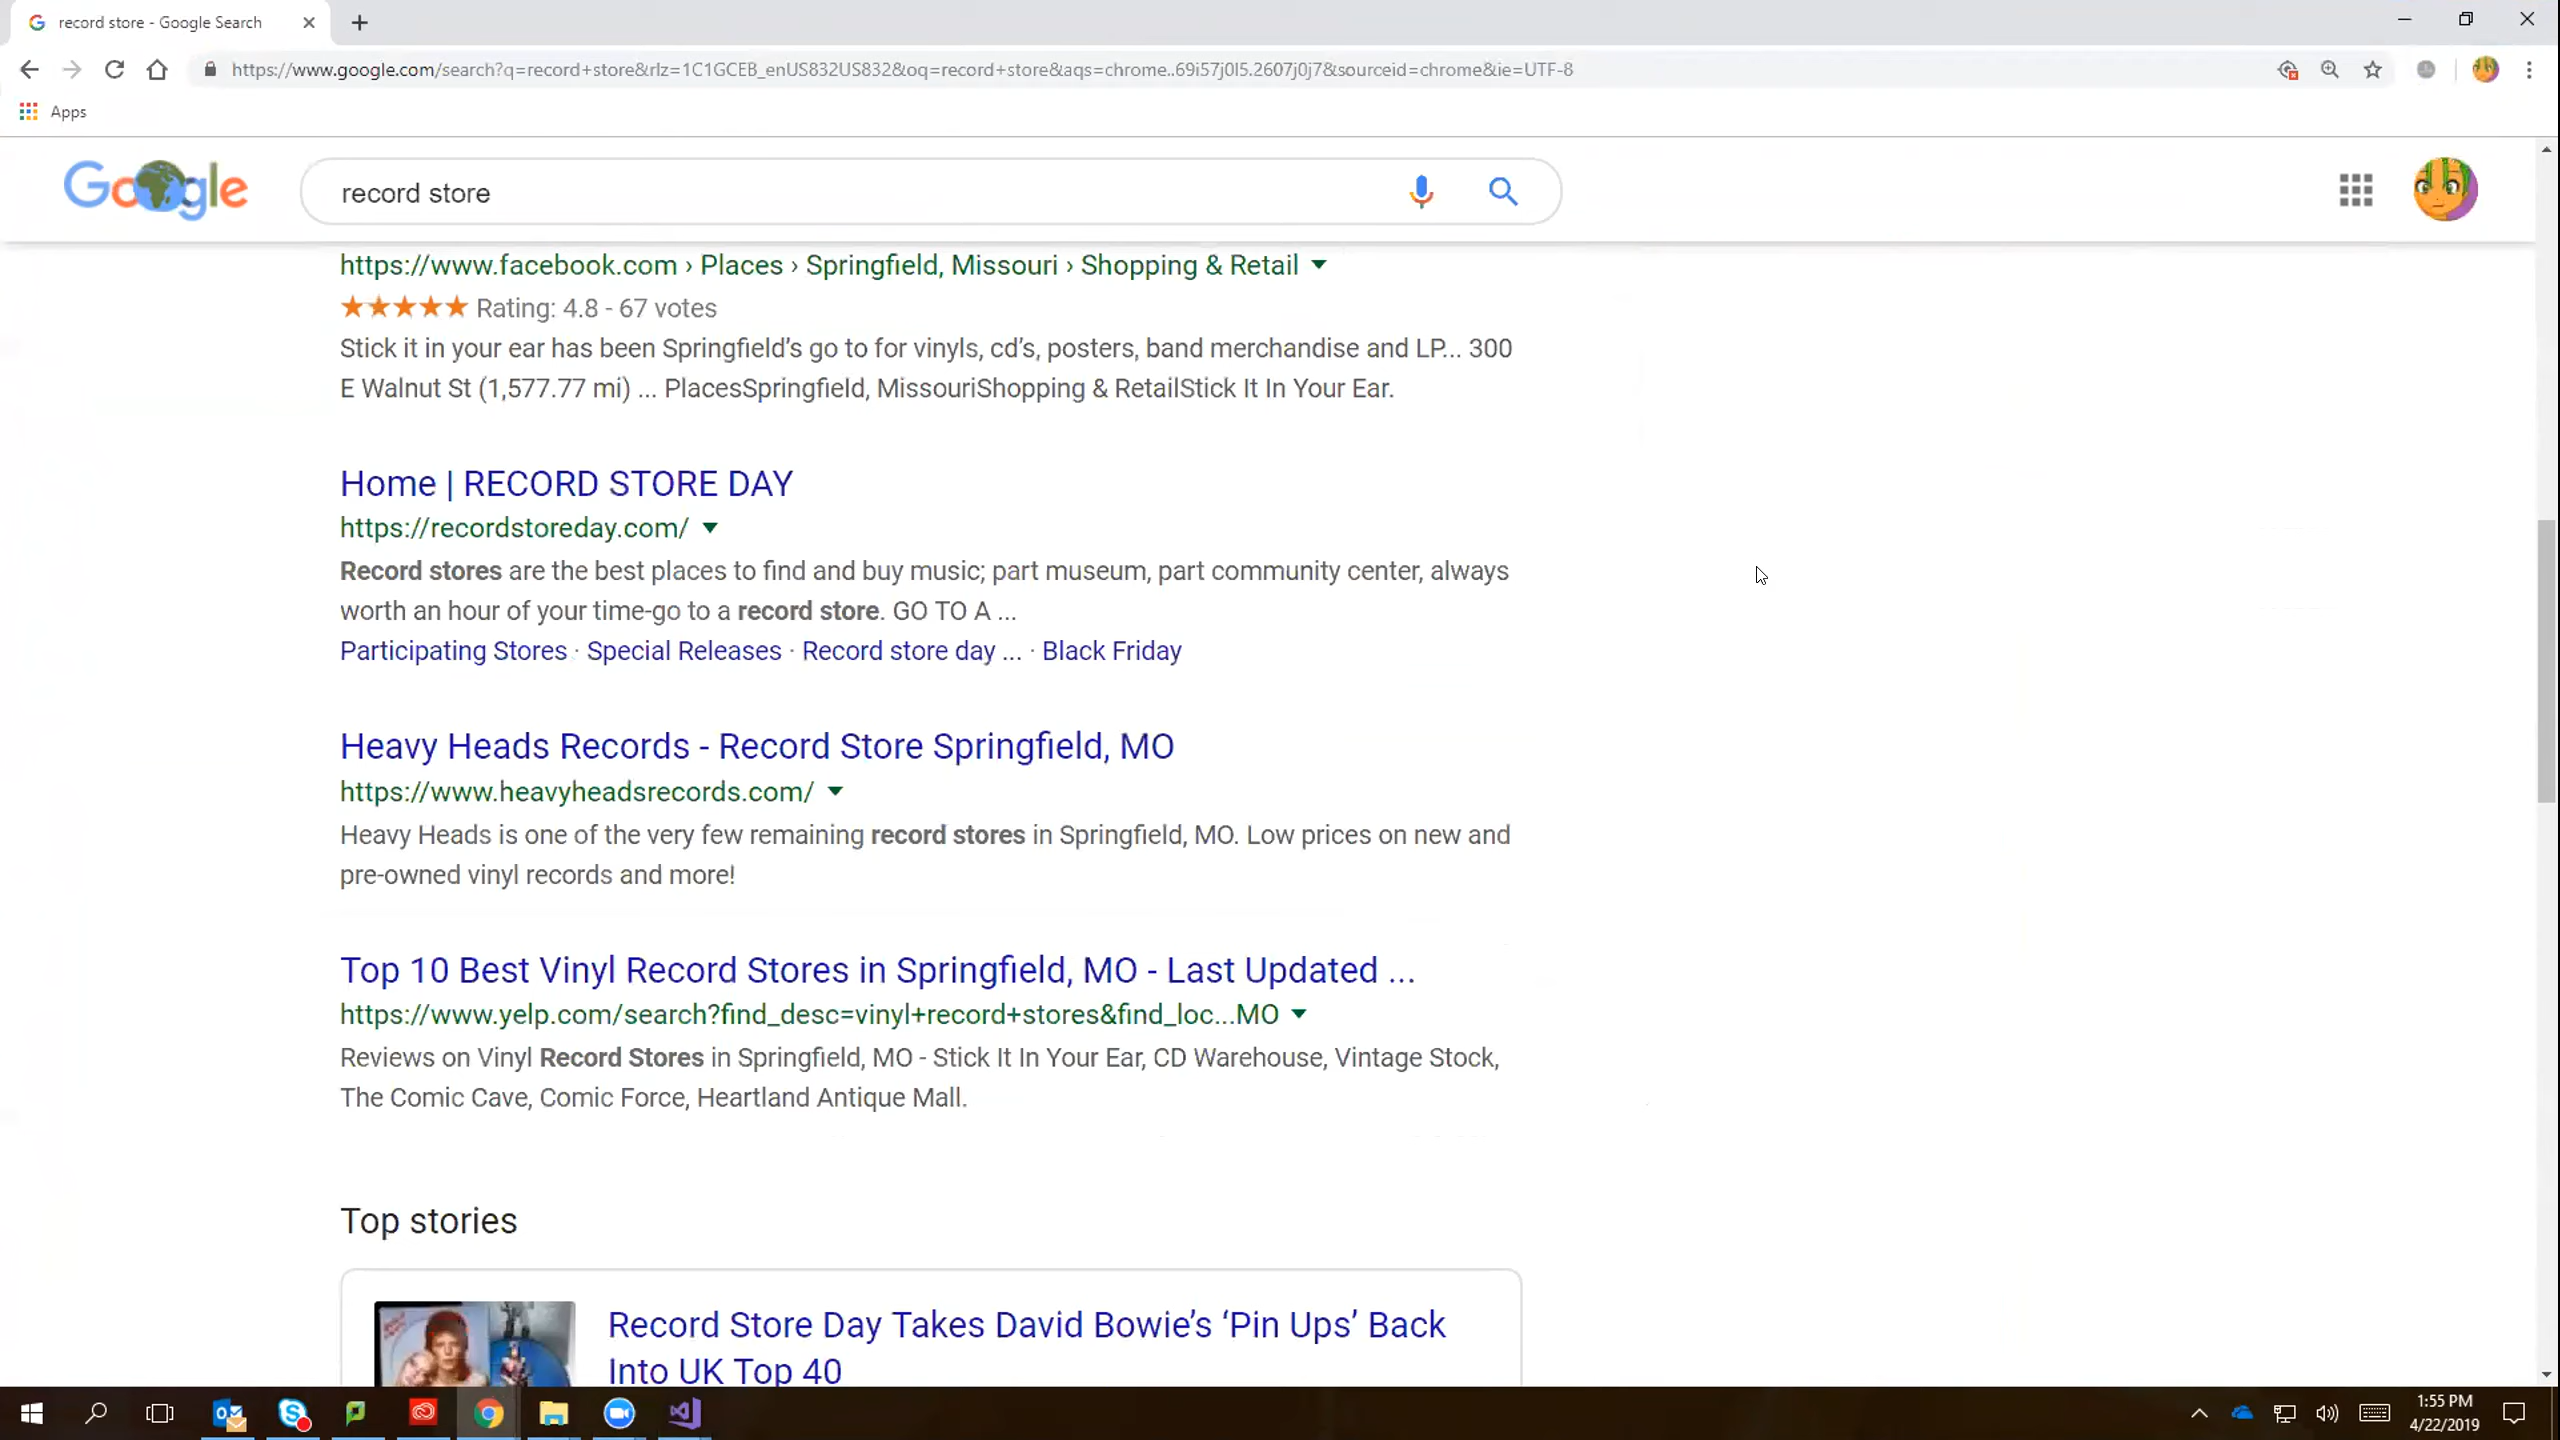 record store - Google Search
https://www.google.com/search?q=record+store&rlz=1C1GCEB_enUS832US832&oq=record+store&aqs=chrome..69i57j0l5.2607j0j7&sourceid=chrome&ie=UTF-8
Apps
Google
record store
https://www.facebook.com › Places › Springfield, Missouri › Shopping & Retail
Rating: 4.8 - 67 votes
Stick it in your ear has been Springfield’s go to for vinyls, cd’s, posters, band merchandise and LP... 300
E Walnut St (1,577.77 mi) ... PlacesSpringfield, MissouriShopping & RetailStick It In Your Ear.
Home | RECORD STORE DAY
https://recordstoreday.com/
Record stores are the best places to find and buy music; part museum, part community center, always
worth an hour of your time-go to a record store. GO TO A ...
Participating Stores · Special Releases · Record store day ... · Black Friday
Heavy Heads Records - Record Store Springfield, MO
https://www.heavyheadsrecords.com/
Heavy Heads is one of the very few remaining record stores in Springfield, MO. Low prices on new and
pre-owned vinyl records and more!
Top 10 Best Vinyl Record Stores in Springfield, MO - Last Updated ...
https://www.yelp.com/search?find_desc=vinyl+record+stores&find_loc...MO
Reviews on Vinyl Record Stores in Springfield, MO - Stick It In Your Ear, CD Warehouse, Vintage Stock,
The Comic Cave, Comic Force, Heartland Antique Mall.
Top stories
Record Store Day Takes David Bowie’s ‘Pin Ups’ Back
Into UK Top 40
1:55 PM
4/22/2019